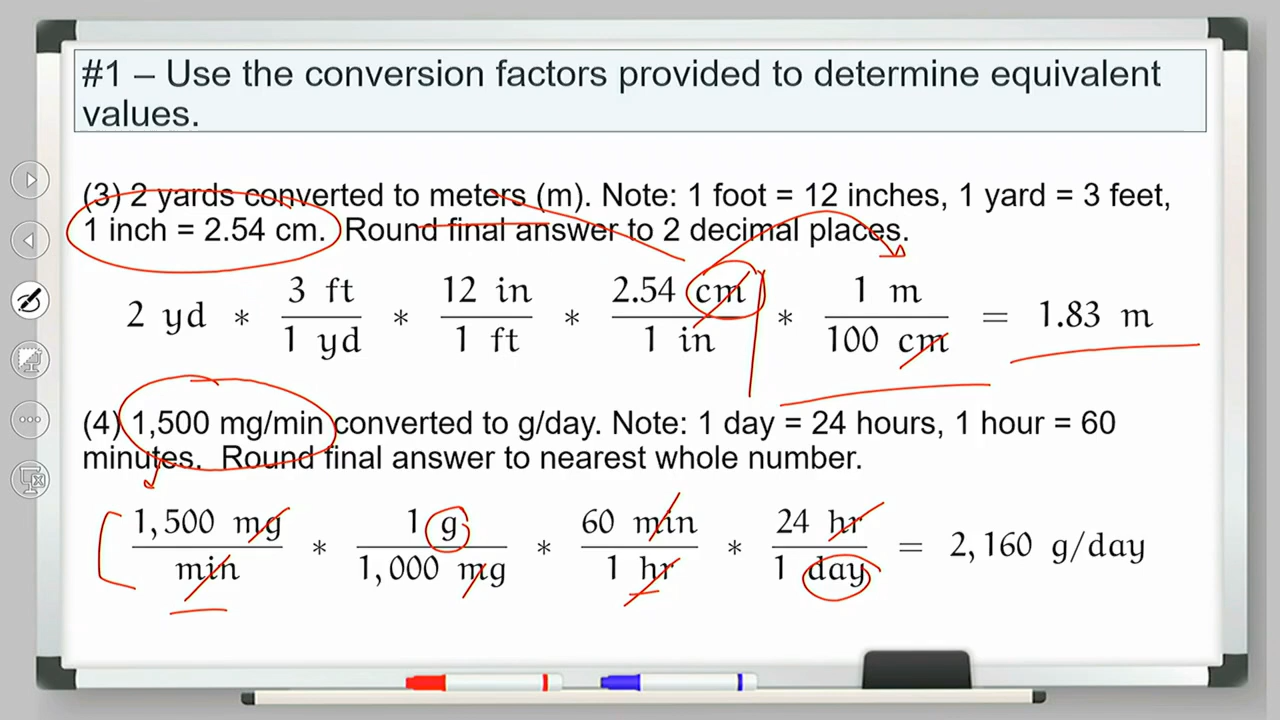 #1 – Use the conversion factors provided to determine equivalent
values.
(3) 2 yards converted to meters (m). Note: 1 foot = 12 inches, 1 yard = 3 feet,
1 inch = 2.54 cm. Round final answer to 2 decimal places.
2 yd * 3 ft / 1 yd * 12 in / 1 ft * 2.54 cm / 1 in * 1 m / 100 cm = 1.83 m
(4) 1,500 mg/min converted to g/day. Note: 1 day = 24 hours, 1 hour = 60
minutes. Round final answer to nearest whole number.
1,500 mg / min * 1 g / 1,000 mg * 60 min / 1 hr * 24 hr / 1 day = 2,160 g/day